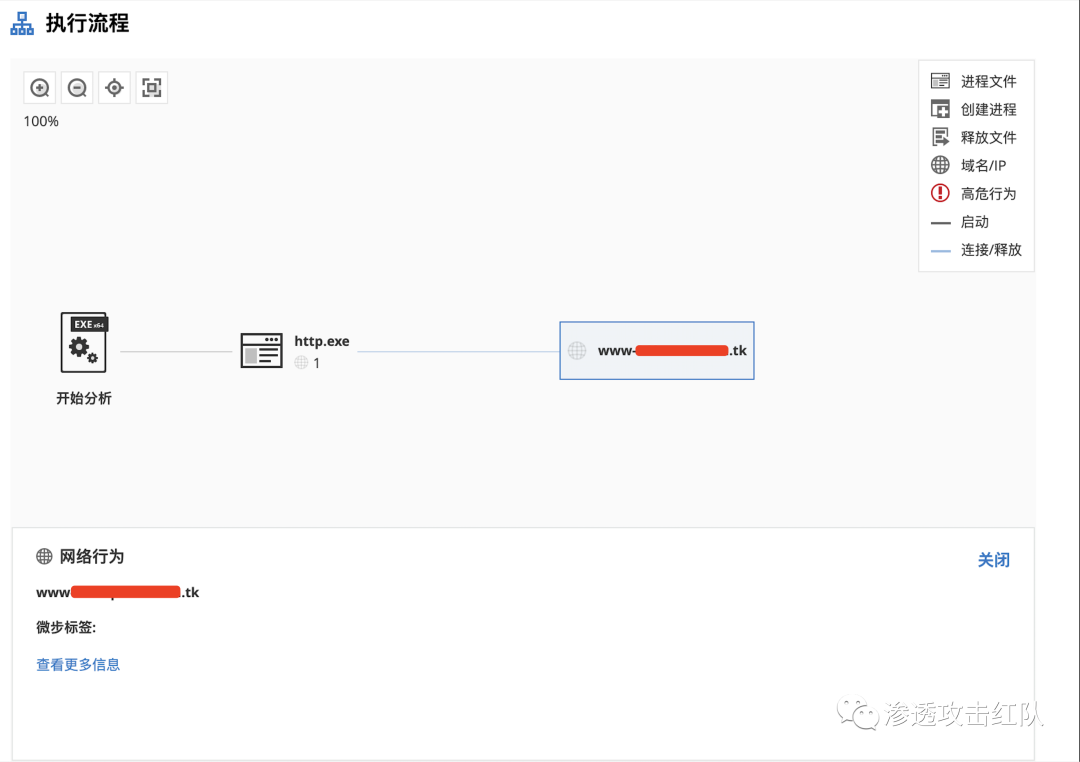 执行流程
100%
进程文件
创建进程
释放文件
域名/IP
高危行为
启动
连接/释放
EXE x64
开始分析
http.exe
1
www- .tk
网络行为
关闭
www .tk
微步标签:
查看更多信息
渗透攻击红队